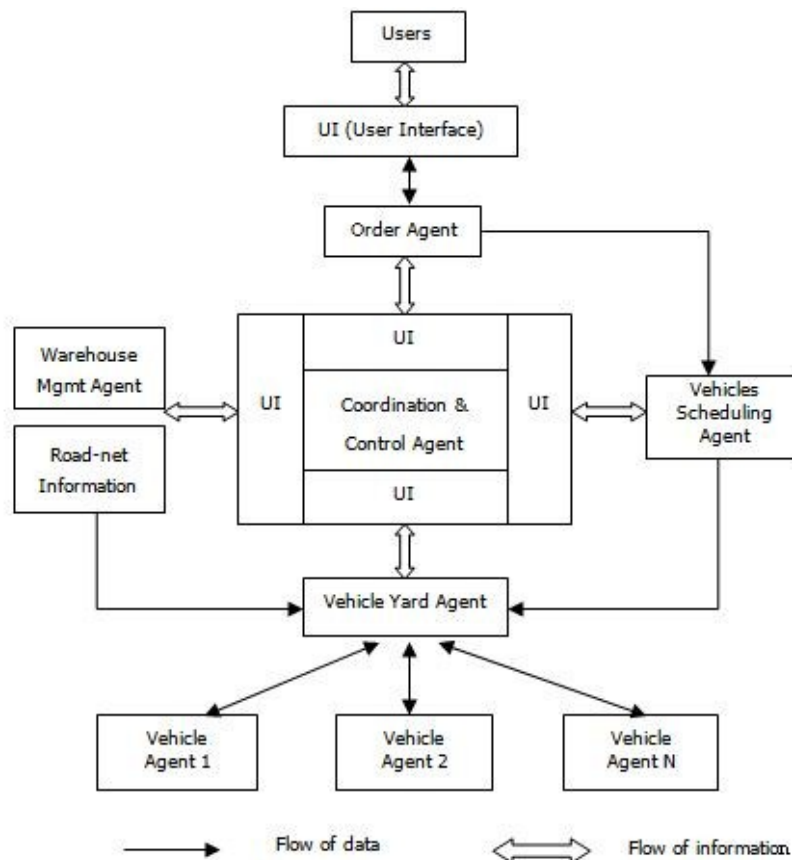 Users
UI (User Interface)
Order Agent
UI
Warehouse
Mgmt Agent
UI
Coordination &
Control Agent
UI
Vehicles
Scheduling
Agent
Road-net
Information
UI
Vehicle Yard Agent
Vehicle
Agent 1
Vehicle
Agent 2
Vehicle
Agent N
Flow of data
Flow of information